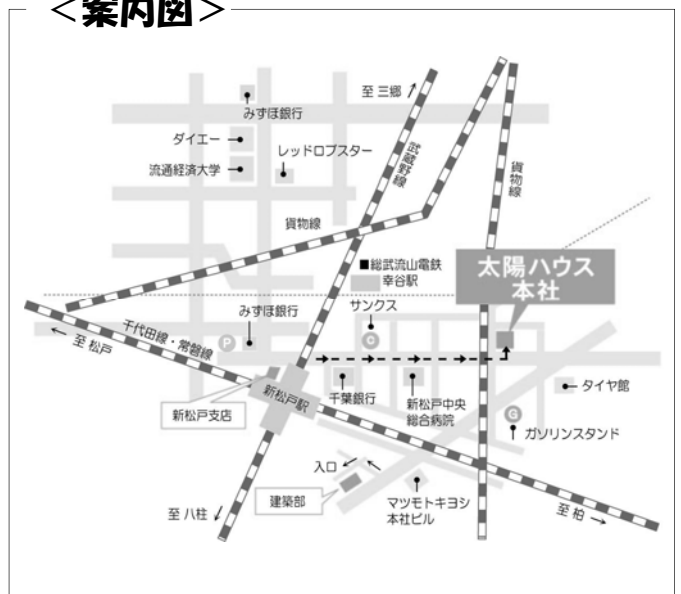 ＜案内図＞
至 三郷
みずほ銀行
ダイエー
レッドロブスター
流通経済大学
武蔵野線
貨物線
貨物線
■総武流山電鉄
幸谷駅
太陽ハウス
本社
みずほ銀行
サンクス
P
C
千代田線・常磐線
至 松戸
新松戸駅
新松戸支店
千葉銀行
新松戸中央
総合病院
タイヤ館
G
ガソリンスタンド
入口
建築部
マツモトキヨシ
本社ビル
至 八柱
至 柏